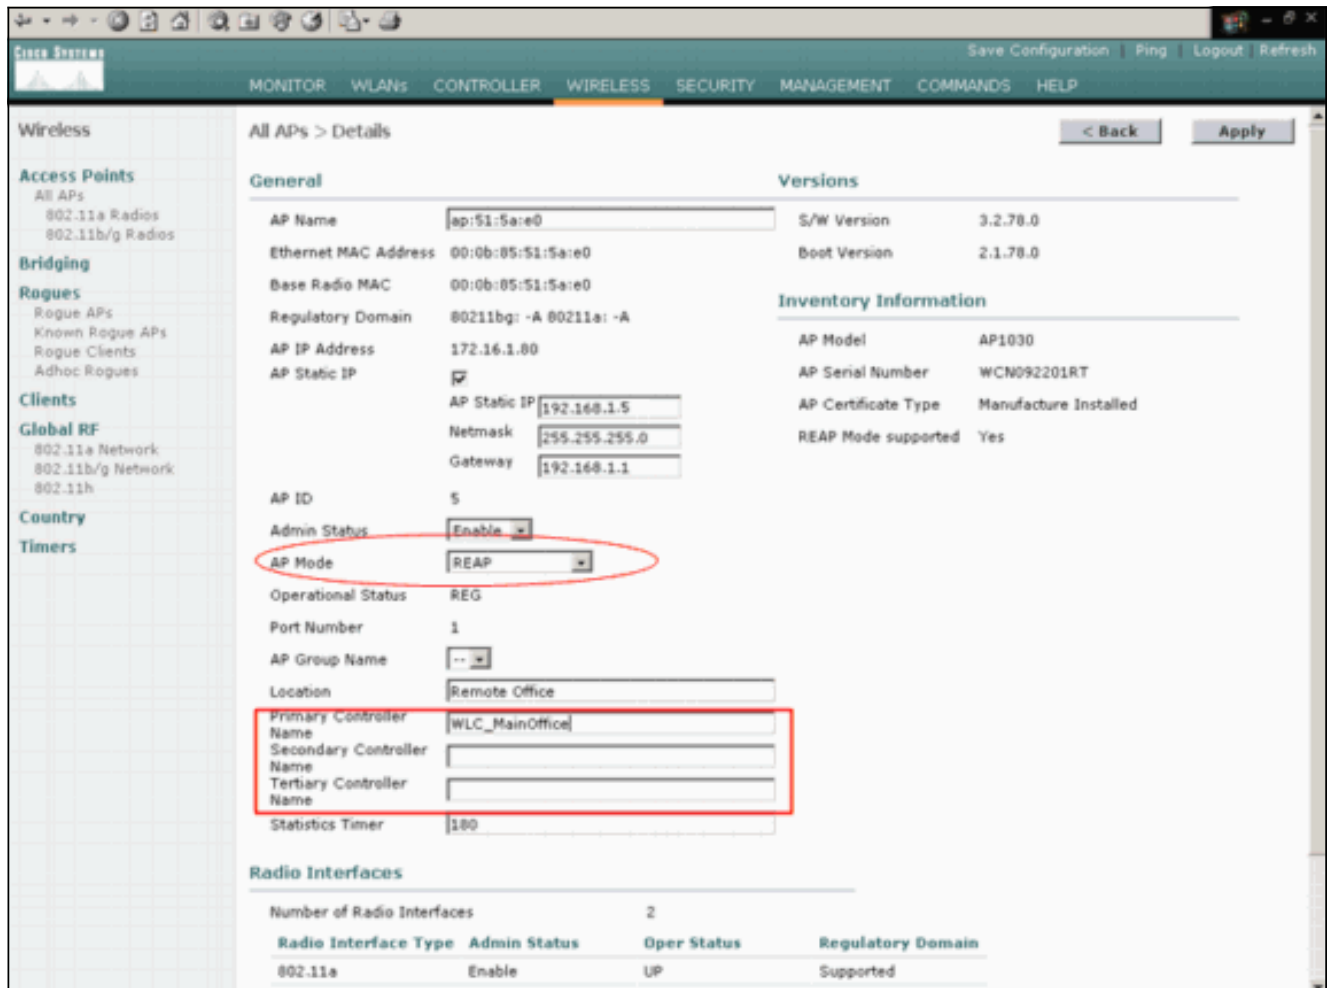 Cisco Systems
Save Configuration | Ping | Logout | Refresh
MONITOR WLANs CONTROLLER WIRELESS SECURITY MANAGEMENT COMMANDS HELP
Wireless
Access Points
All APs
802.11a Radios
802.11b/g Radios
Bridging
Rogues
Rogue APs
Known Rogue APs
Rogue Clients
Adhoc Rogues
Clients
Global RF
802.11a Network
802.11b/g Network
802.11h
Country
Timers
All APs > Details
< Back Apply
General
AP Name ap:51:5a:e0
Ethernet MAC Address 00:0b:85:51:5a:e0
Base Radio MAC 00:0b:85:51:5a:e0
Regulatory Domain 80211bg: -A 80211a: -A
AP IP Address 172.16.1.80
AP Static IP
AP Static IP 192.168.1.5
Netmask 255.255.255.0
Gateway 192.168.1.1
AP ID 5
Admin Status Enable
AP Mode REAP
Operational Status REG
Port Number 1
AP Group Name --
Location Remote Office
Primary Controller
Name WLC_MainOffice
Secondary Controller
Name
Tertiary Controller
Name
Statistics Timer 180
Versions
S/W Version 3.2.78.0
Boot Version 2.1.78.0
Inventory Information
AP Model AP1030
AP Serial Number WCN092201RT
AP Certificate Type Manufacture Installed
REAP Mode supported Yes
Radio Interfaces
Number of Radio Interfaces 2
Radio Interface Type Admin Status Oper Status Regulatory Domain
802.11a Enable UP Supported